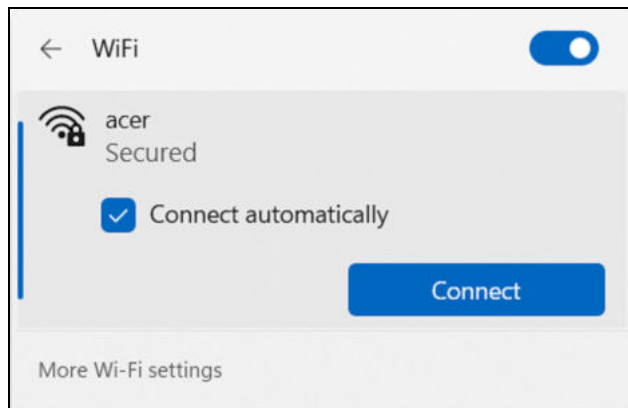 WiFi
acer
Secured
Connect automatically
Connect
More Wi-Fi settings